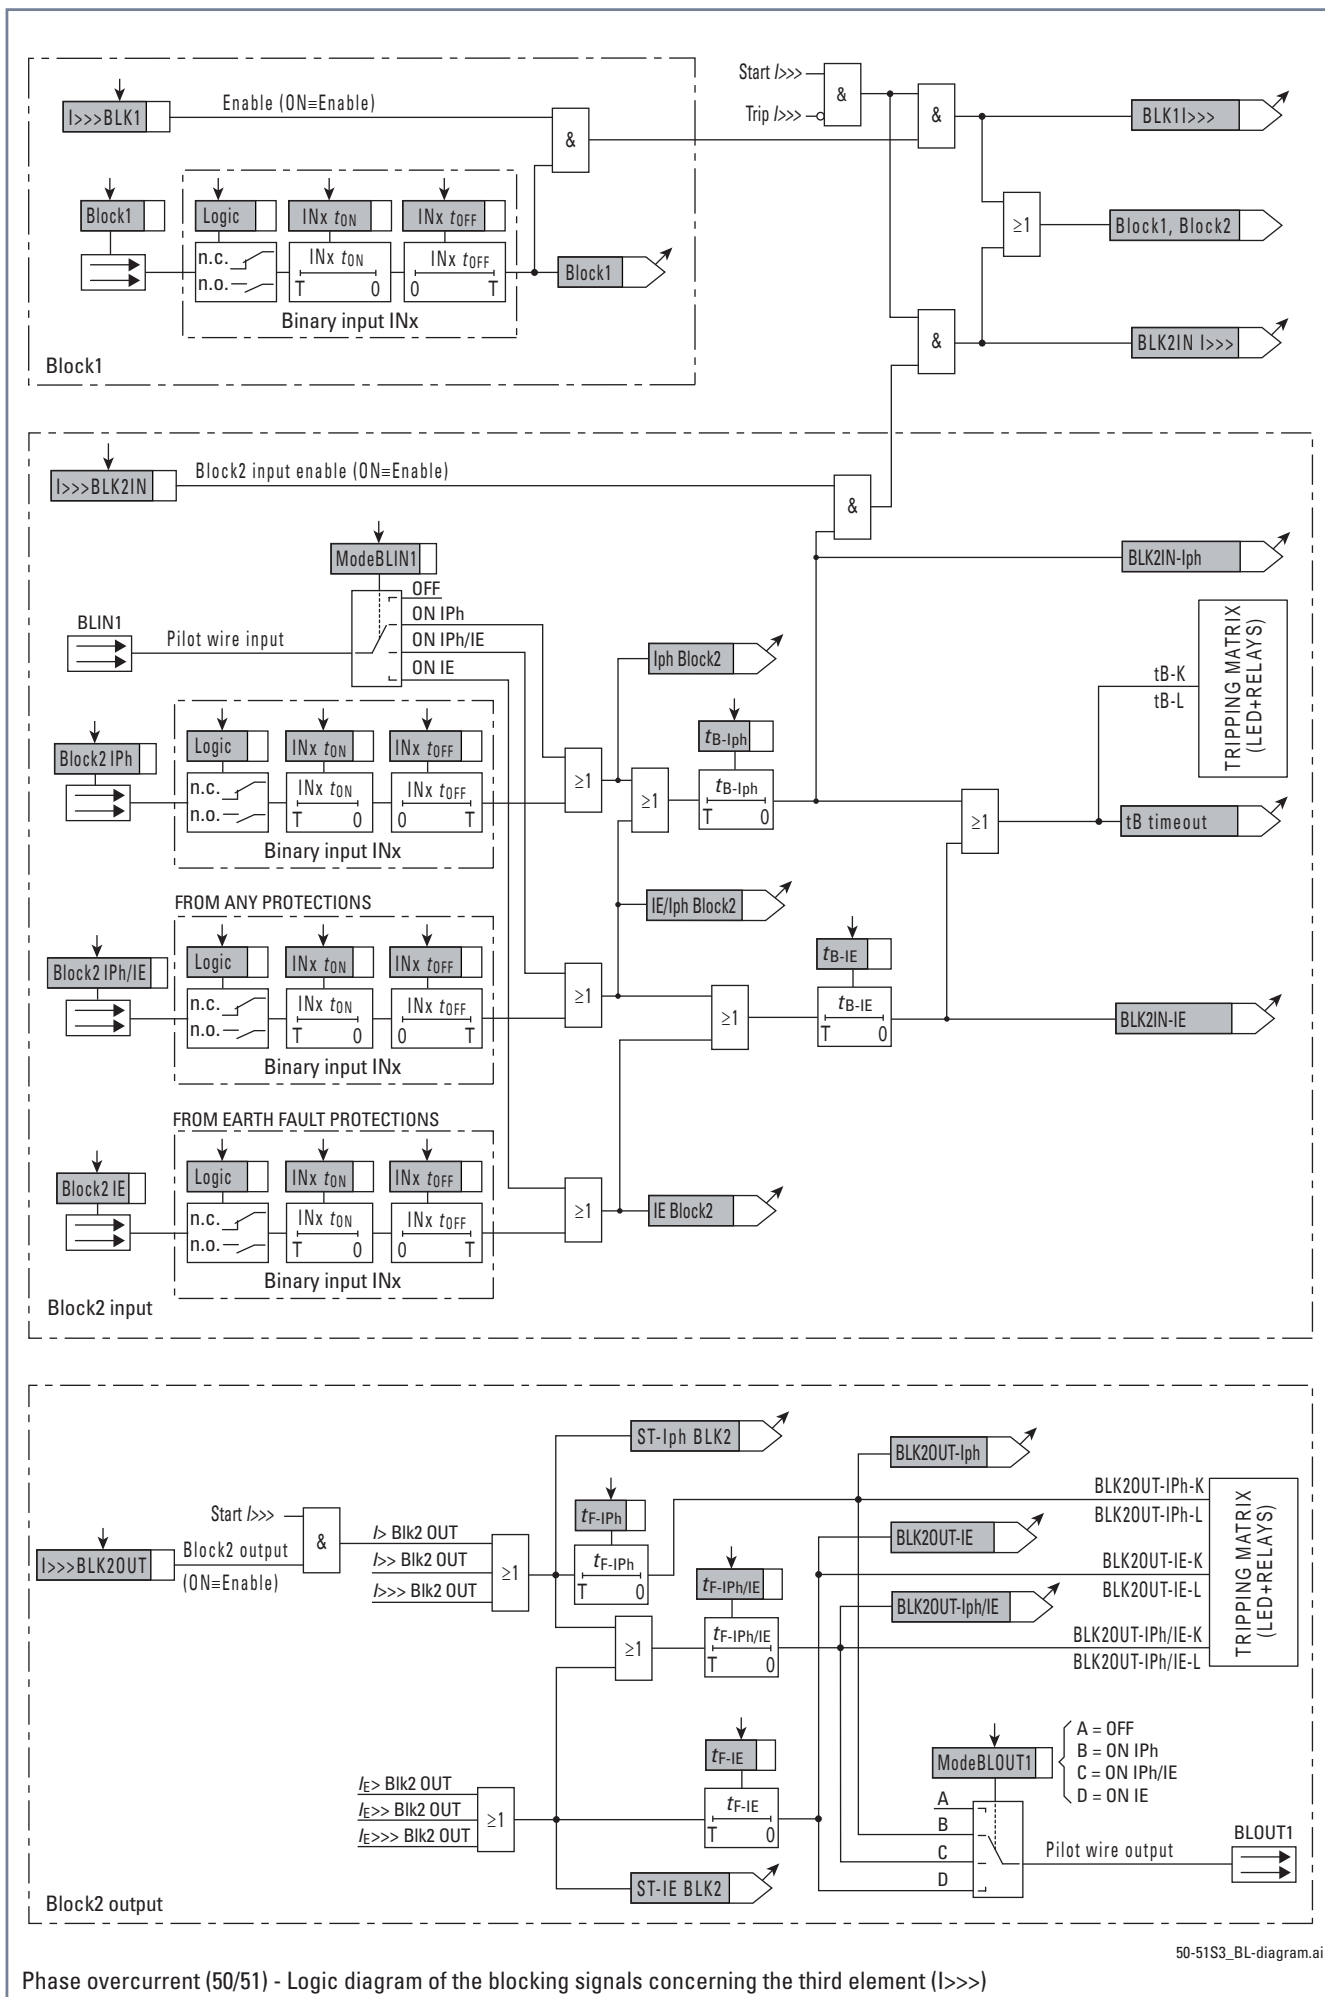 Start I>>>
Trip I>>>
&
&
I>>>BLK1
Enable (ON≡Enable)
&
BLK1I>>>
Block1
Logic
INx tON
INx tOFF
n.c.
n.o.
INx tON
T 0
INx tOFF
0 T
Block1
Binary input INx
Block1
≥1
Block1, Block2
&
BLK2IN I>>>
I>>>BLK2IN
Block2 input enable (ON≡Enable)
&
ModeBLIN1
BLK2IN-Iph
OFF
ON IPh
ON IPh/IE
ON IE
BLIN1
Pilot wire input
Iph Block2
tB-K
tB-L
TRIPPING MATRIX
(LED+RELAYS)
Block2 IPh
Logic
INx tON
INx tOFF
n.c.
n.o.
INx tON
T 0
INx tOFF
0 T
Binary input INx
≥1
≥1
tB-Iph
tB-Iph
T 0
≥1
tB timeout
FROM ANY PROTECTIONS
IE/Iph Block2
Block2 IPh/IE
Logic
INx tON
INx tOFF
n.c.
n.o.
INx tON
T 0
INx tOFF
0 T
Binary input INx
≥1
≥1
tB-IE
tB-IE
T 0
BLK2IN-IE
FROM EARTH FAULT PROTECTIONS
Block2 IE
Logic
INx tON
INx tOFF
n.c.
n.o.
INx tON
T 0
INx tOFF
0 T
Binary input INx
≥1
IE Block2
Block2 input
ST-Iph BLK2
BLK2OUT-Iph
Start I>>>
&
I>>>BLK2OUT
Block2 output
(ON≡Enable)
I> Blk2 OUT
I>> Blk2 OUT
I>>> Blk2 OUT
≥1
tF-IPh
tF-IPh
T 0
BLK2OUT-IE
tF-IPh/IE
BLK2OUT-Iph/IE
≥1
tF-IPh/IE
T 0
BLK2OUT-IPh-K
BLK2OUT-IPh-L
BLK2OUT-IE-K
BLK2OUT-IE-L
BLK2OUT-IPh/IE-K
BLK2OUT-IPh/IE-L
TRIPPING MATRIX
(LED+RELAYS)
IE> Blk2 OUT
IE>> Blk2 OUT
IE>>> Blk2 OUT
≥1
tF-IE
tF-IE
T 0
ModeBLOUT1
A = OFF
B = ON IPh
C = ON IPh/IE
D = ON IE
A
B
C
D
Pilot wire output
BLOUT1
ST-IE BLK2
Block2 output
50-51S3_BL-diagram.ai
Phase overcurrent (50/51) - Logic diagram of the blocking signals concerning the third element (I>>>)